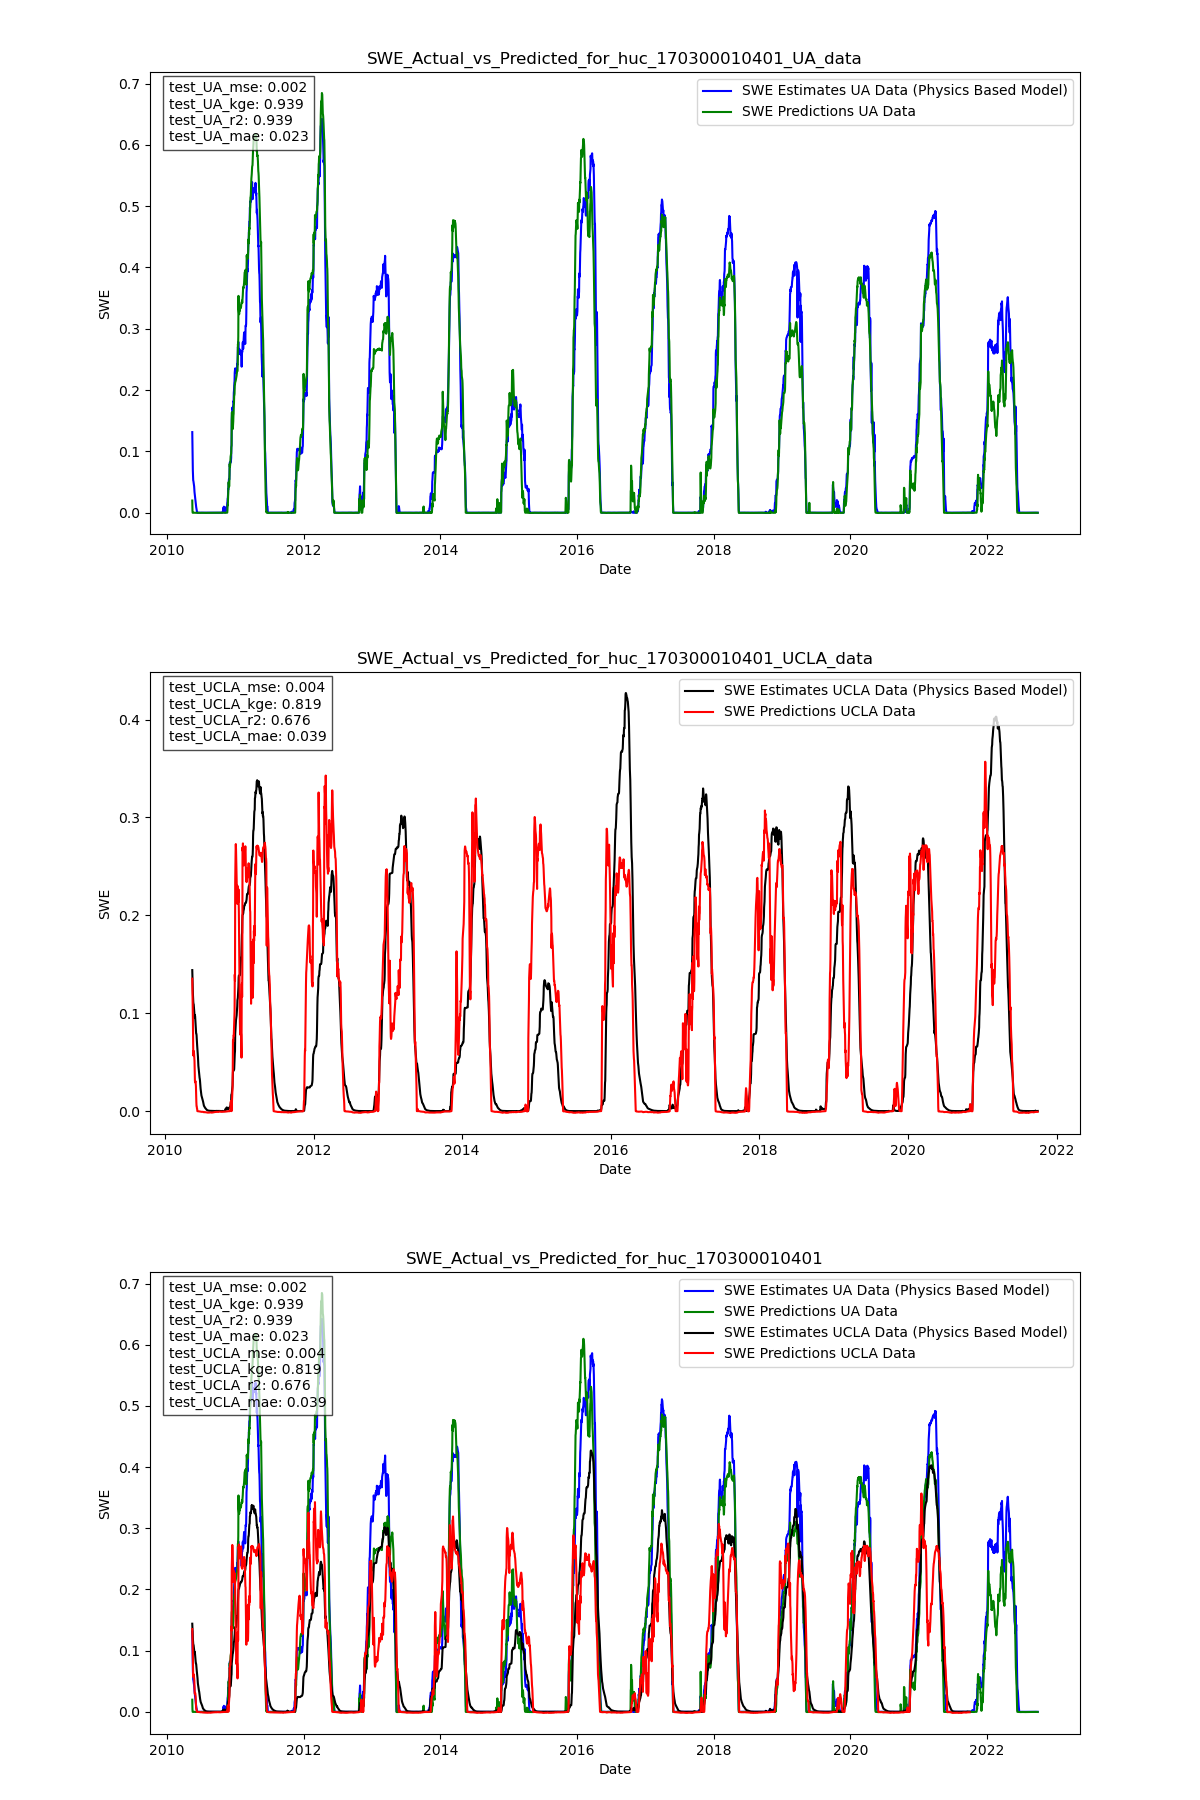 SWE_Actual_vs_Predicted_for_huc_170300010401_UA_data
test_UA_mse: 0.002
test_UA_kge: 0.939
test_UA_r2: 0.939
test_UA_mae: 0.023
SWE Estimates UA Data (Physics Based Model)
SWE Predictions UA Data
0.7
0.6
0.5
0.4
0.3
0.2
0.1
0.0
SWE
2010
2012
2014
2016
2018
2020
2022
Date
SWE_Actual_vs_Predicted_for_huc_170300010401_UCLA_data
test_UCLA_mse: 0.004
test_UCLA_kge: 0.819
test_UCLA_r2: 0.676
test_UCLA_mae: 0.039
SWE Estimates UCLA Data (Physics Based Model)
SWE Predictions UCLA Data
0.4
0.3
0.2
0.1
0.0
SWE
2010
2012
2014
2016
2018
2020
2022
Date
SWE_Actual_vs_Predicted_for_huc_170300010401
test_UA_mse: 0.002
test_UA_kge: 0.939
test_UA_r2: 0.939
test_UA_mae: 0.023
test_UCLA_mse: 0.004
test_UCLA_kge: 0.819
test_UCLA_r2: 0.676
test_UCLA_mae: 0.039
SWE Estimates UA Data (Physics Based Model)
SWE Predictions UA Data
SWE Estimates UCLA Data (Physics Based Model)
SWE Predictions UCLA Data
0.7
0.6
0.5
0.4
0.3
0.2
0.1
0.0
SWE
2010
2012
2014
2016
2018
2020
2022
Date